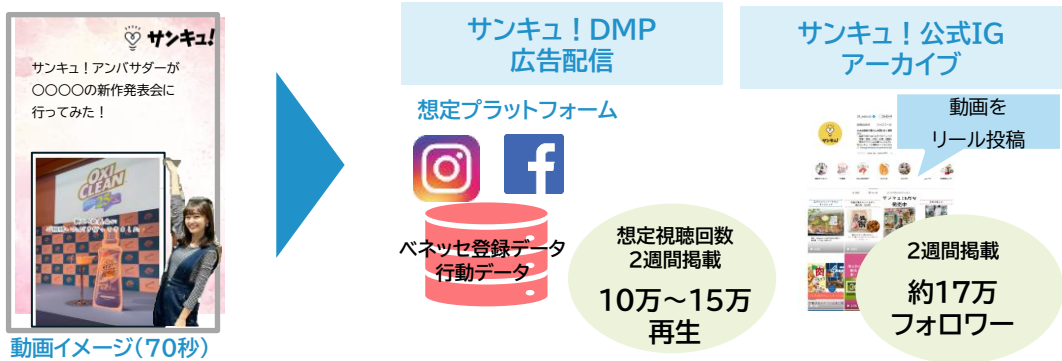 サンキュ!
サンキュ!アンバサダーが
〇〇〇〇の新作発表会に
行ってみた!
OXI
CLEAN
動画イメージ(70秒)
サンキュ!DMP
広告配信
想定プラットフォーム
ベネッセ登録データ
行動データ
想定視聴回数
2週間掲載
10万~15万
再生
サンキュ!公式IG
アーカイブ
動画を
リール投稿
サンキュ!
2週間掲載
約17万
フォロワー